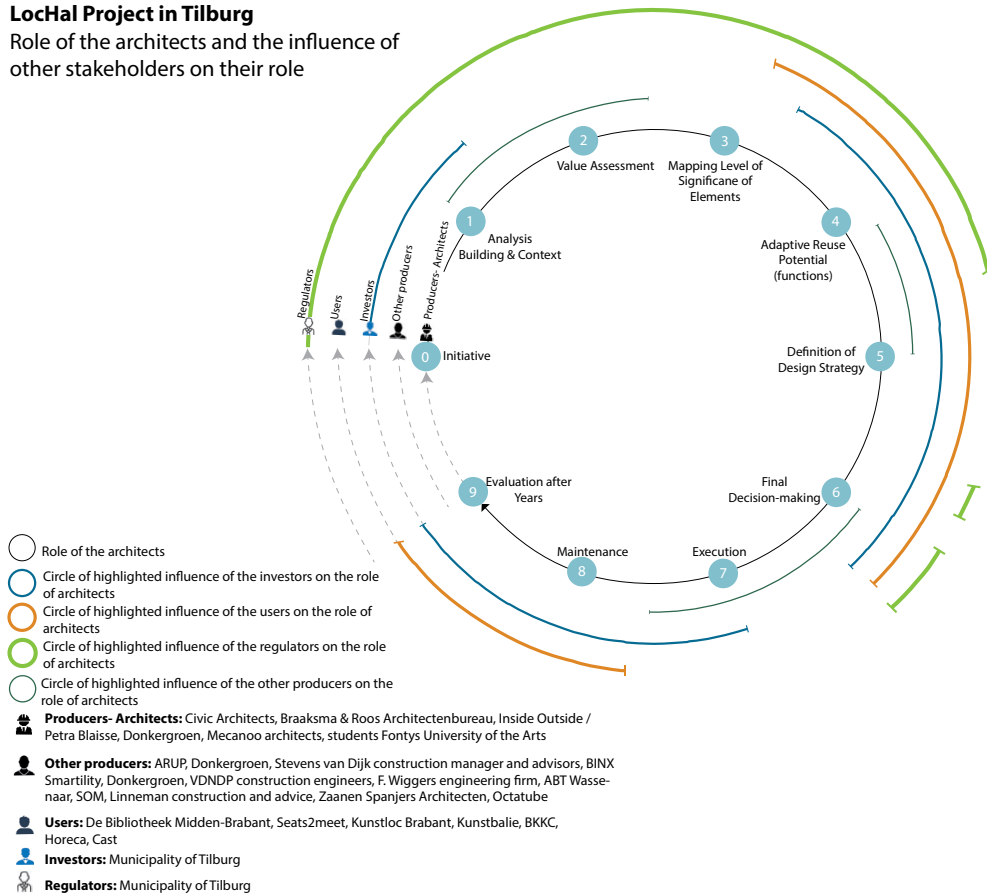 LocHal Project in Tilburg
Role of the architects and the influence of
other stakeholders on their role
2
Value Assessment
3
Mapping Level of
Significane of
Elements
1
Analysis
Building & Context
4
Adaptive Reuse
Potential
(functions)
Regulators
Users
Investors
Other producers
Producers- Architects
0
Initiative
Definition of
Design Strategy
5
9
Evaluation after
Years
Final
Decision-making
6
Maintenance
8
Execution
7
Role of the architects
Circle of highlighted influence of the investors on the role
of architects
Circle of highlighted influence of the users on the role of
architects
Circle of highlighted influence of the regulators on the role
of architects
Circle of highlighted influence of the other producers on the
role of architects
Producers- Architects: Civic Architects, Braaksma & Roos Architectenbureau, Inside Outside /
Petra Blaisse, Donkergroen, Mecanoo architects, students Fontys University of the Arts
Other producers: ARUP, Donkergroen, Stevens van Dijk construction manager and advisors, BINX
Smartility, Donkergroen, VDNDP construction engineers, F. Wiggers engineering firm, ABT Wasse-
naar, SOM, Linneman construction and advice, Zaanen Spanjers Architecten, Octatube
Users: De Bibliotheek Midden-Brabant, Seats2meet, Kunstloc Brabant, Kunstbalie, BKKC,
Horeca, Cast
Investors: Municipality of Tilburg
Regulators: Municipality of Tilburg